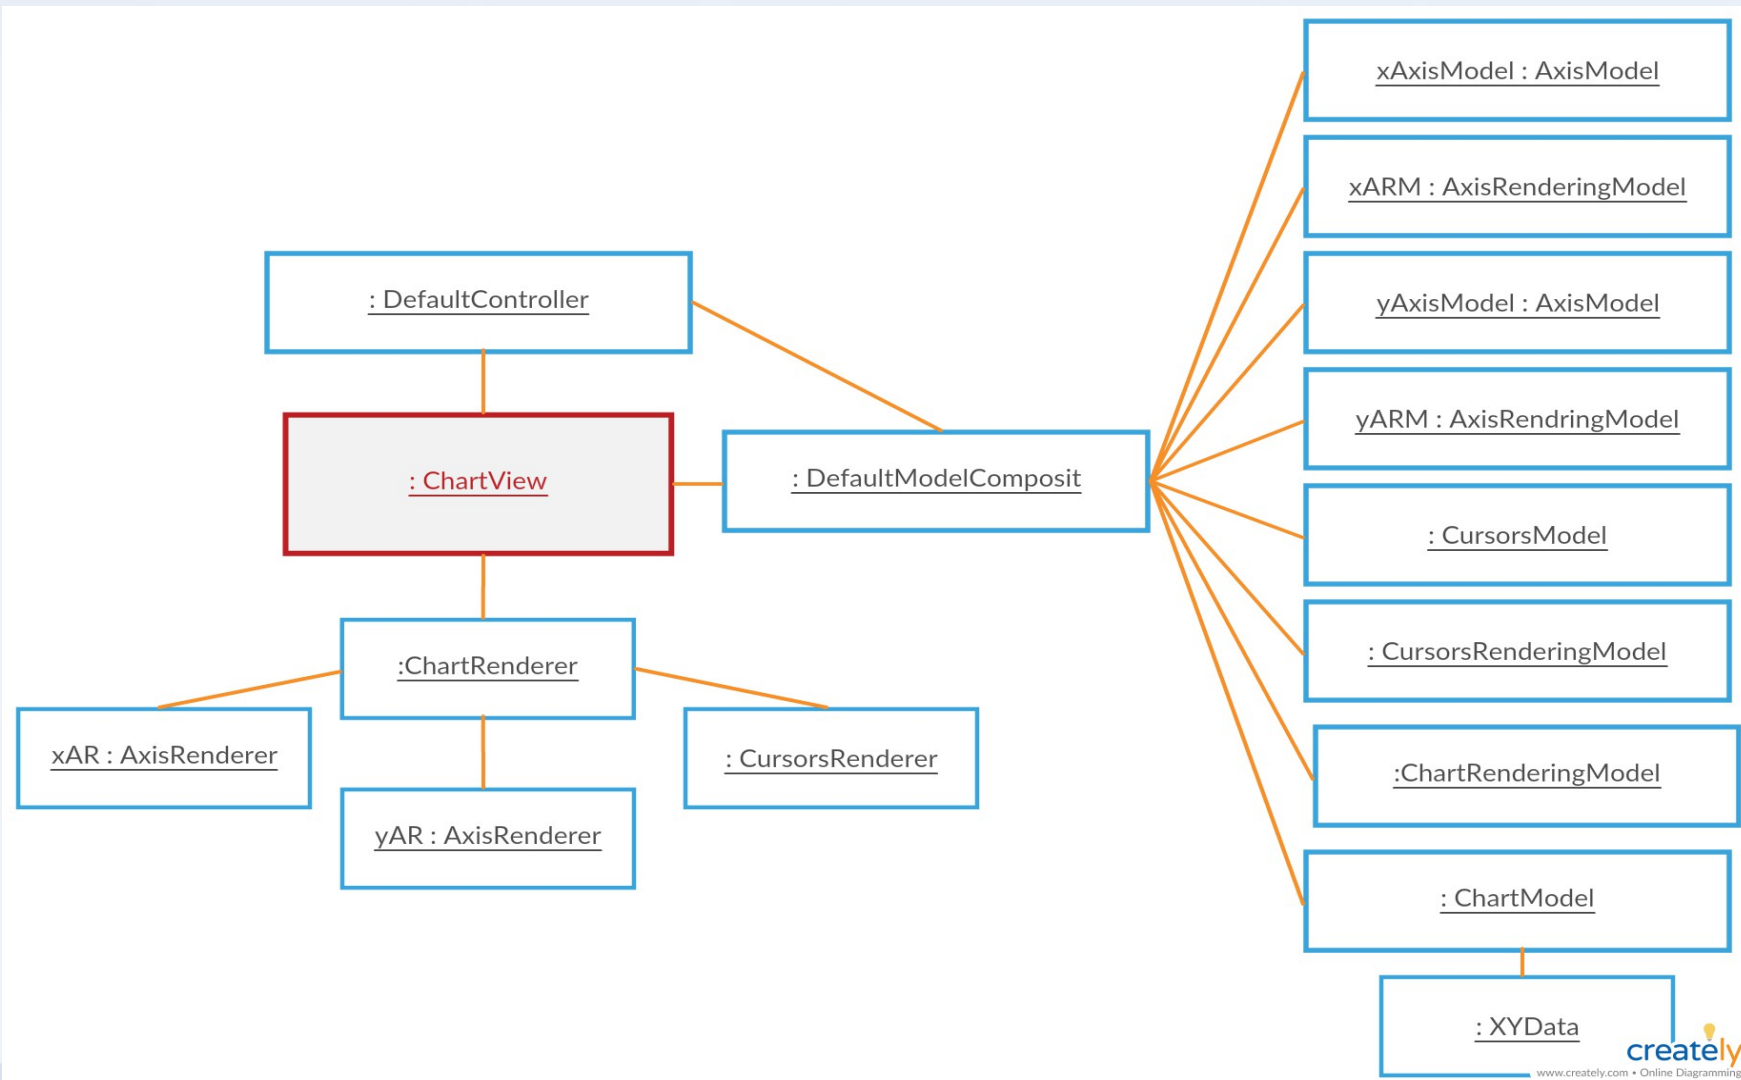 xAxisModel : AxisModel
xARM : AxisRenderingModel
: DefaultController
yAxisModel : AxisModel
yARM : AxisRendringModel
: ChartView
: DefaultModelComposit
: CursorsModel
:ChartRenderer
: CursorsRenderingModel
xAR : AxisRenderer
: CursorsRenderer
:ChartRenderingModel
yAR : AxisRenderer
: ChartModel
: XYData
creately
www.creately.com • Online Diagramming